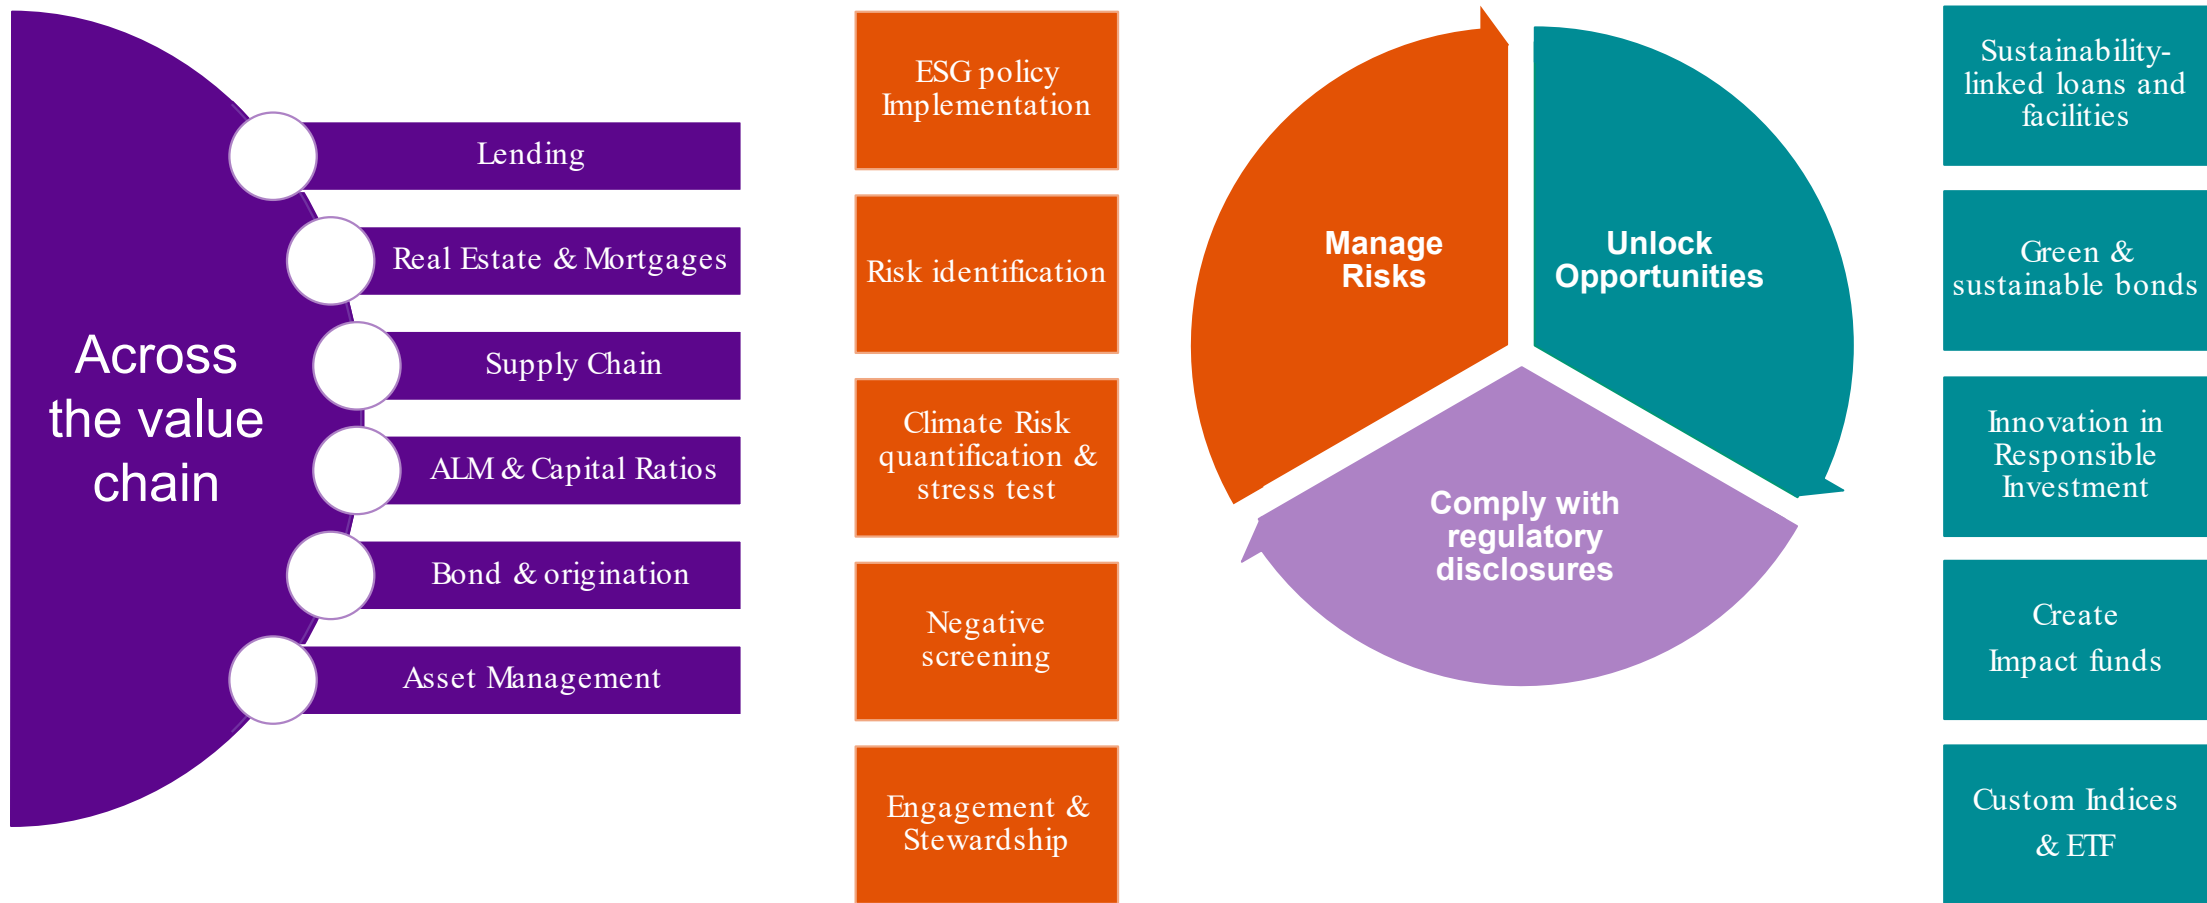 Across
the value
chain
Lending
Real Estate & Mortgages
Supply Chain
ALM & Capital Ratios
Bond & origination
Asset Management
ESG policy
Implementation
Risk identification
Climate Risk
quantification &
stress test
Negative
screening
Engagement &
Stewardship
Manage
Risks
Unlock
Opportunities
Comply with
regulatory
disclosures
Sustainability-
linked loans and
facilities
Green &
sustainable bonds
Innovation in
Responsible
Investment
Create
Impact funds
Custom Indices
& ETF